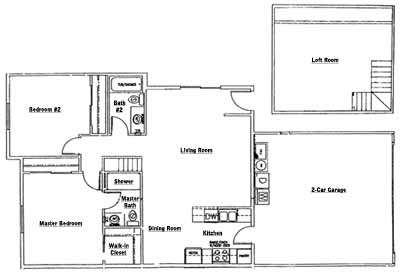 Loft Room
Bedroom #2
Bath
#2
Living Room
2-Car Garage
Shower
Master
Bath
Master Bedroom
DW
Dining Room
Kitchen
Walk-in
Closet
PANTRY